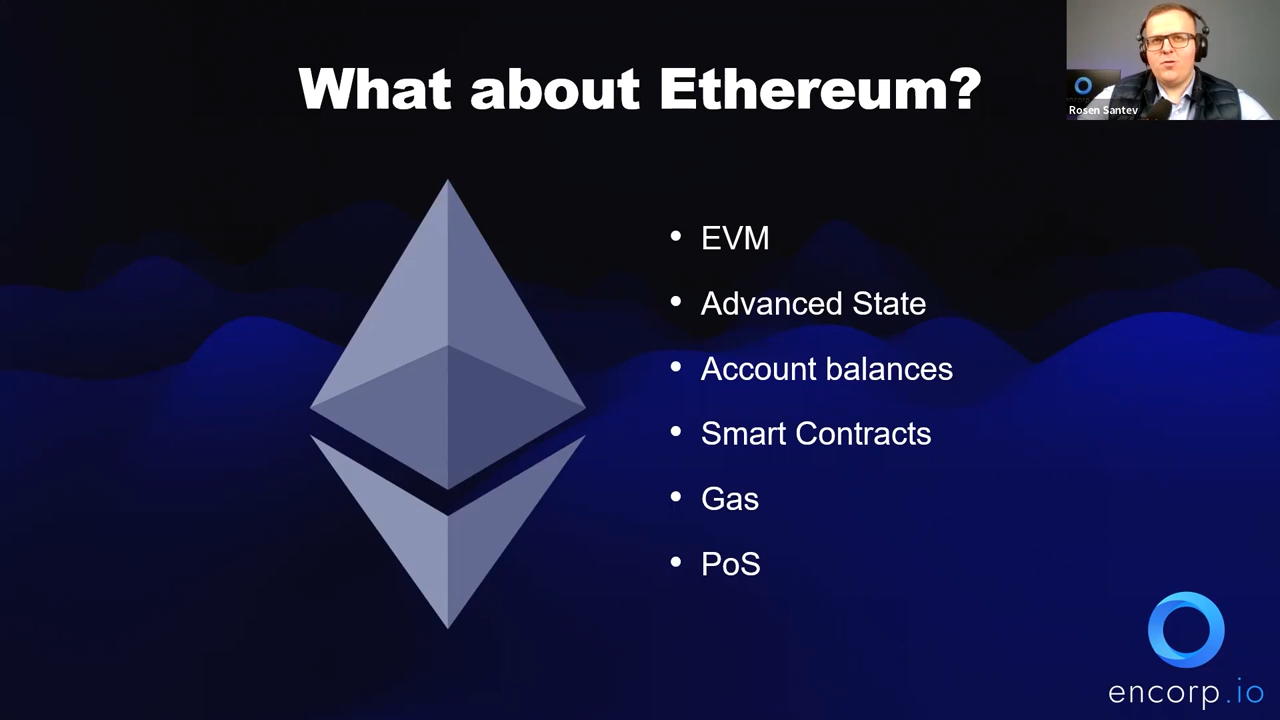 What about Ethereum?
Rosen Santev
• EVM
• Advanced State
• Account balances
• Smart Contracts
• Gas
• PoS
encorp.io